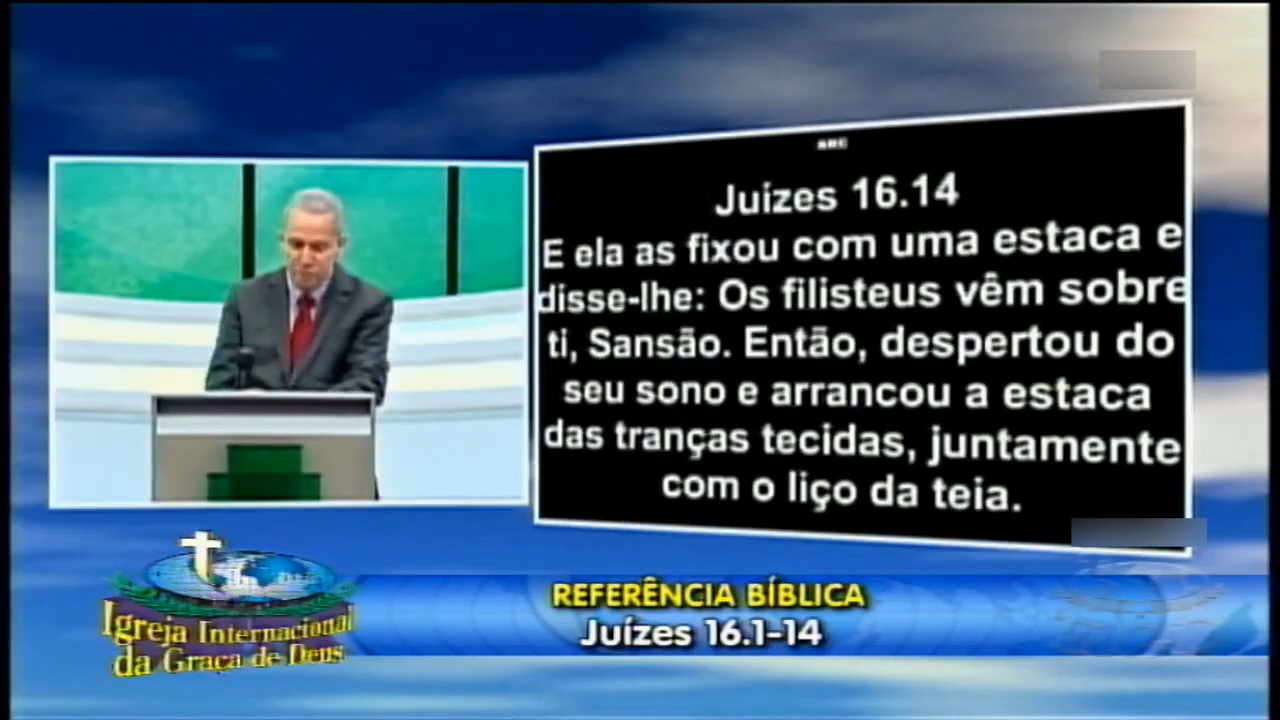 ARC
Juizes 16.14
E ela as fixou com uma estaca e
disse-lhe: Os filisteus vêm sobre
ti, Sansão. Então, despertou do
seu sono e arrancou a estaca
das tranças tecidas, juntamente
com o liço da teia.
REFERÊNCIA BÍBLICA
Juízes 16.1-14
Igreja Internacional
da Graça de Deus